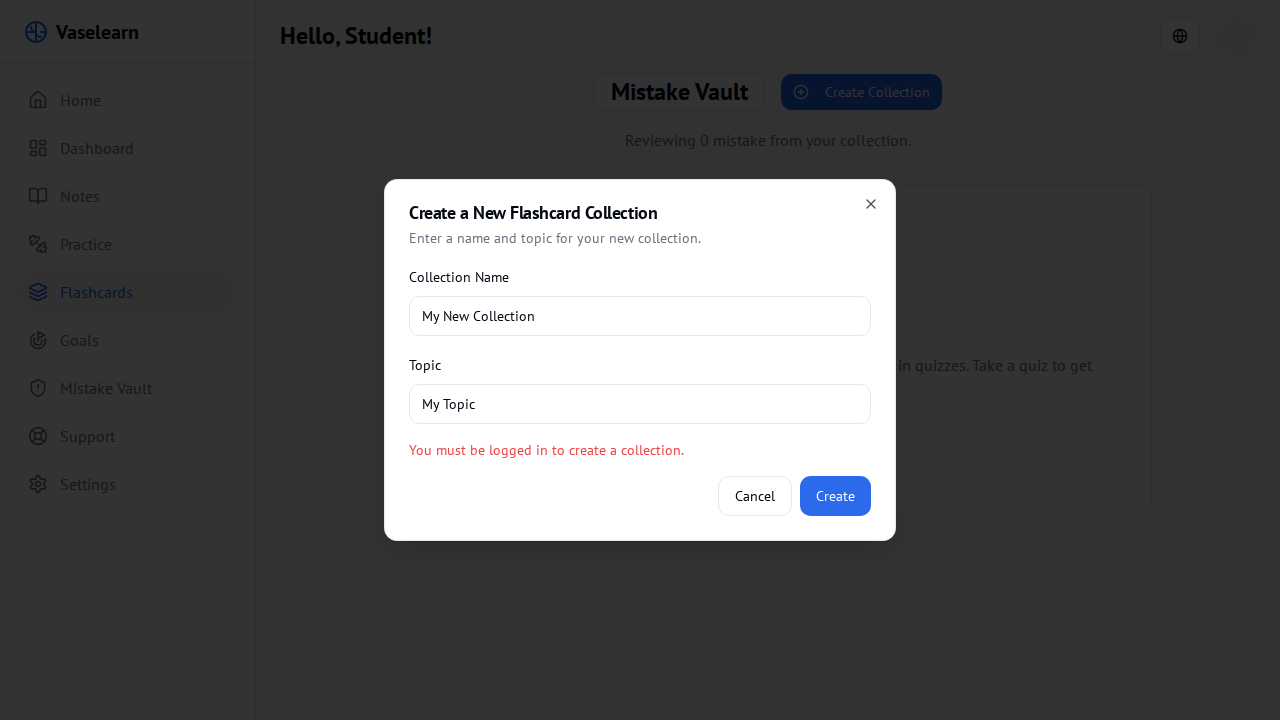 Vaselearn
Hello, Student!
Home
Dashboard
Notes
Practice
Flashcards
Goals
Mistake Vault
Support
Settings
Mistake Vault
Create Collection
Reviewing 0 mistake from your collection.
in quizzes. Take a quiz to get
Create a New Flashcard Collection
Enter a name and topic for your new collection.
Collection Name
My New Collection
Topic
My Topic
You must be logged in to create a collection.
Cancel
Create